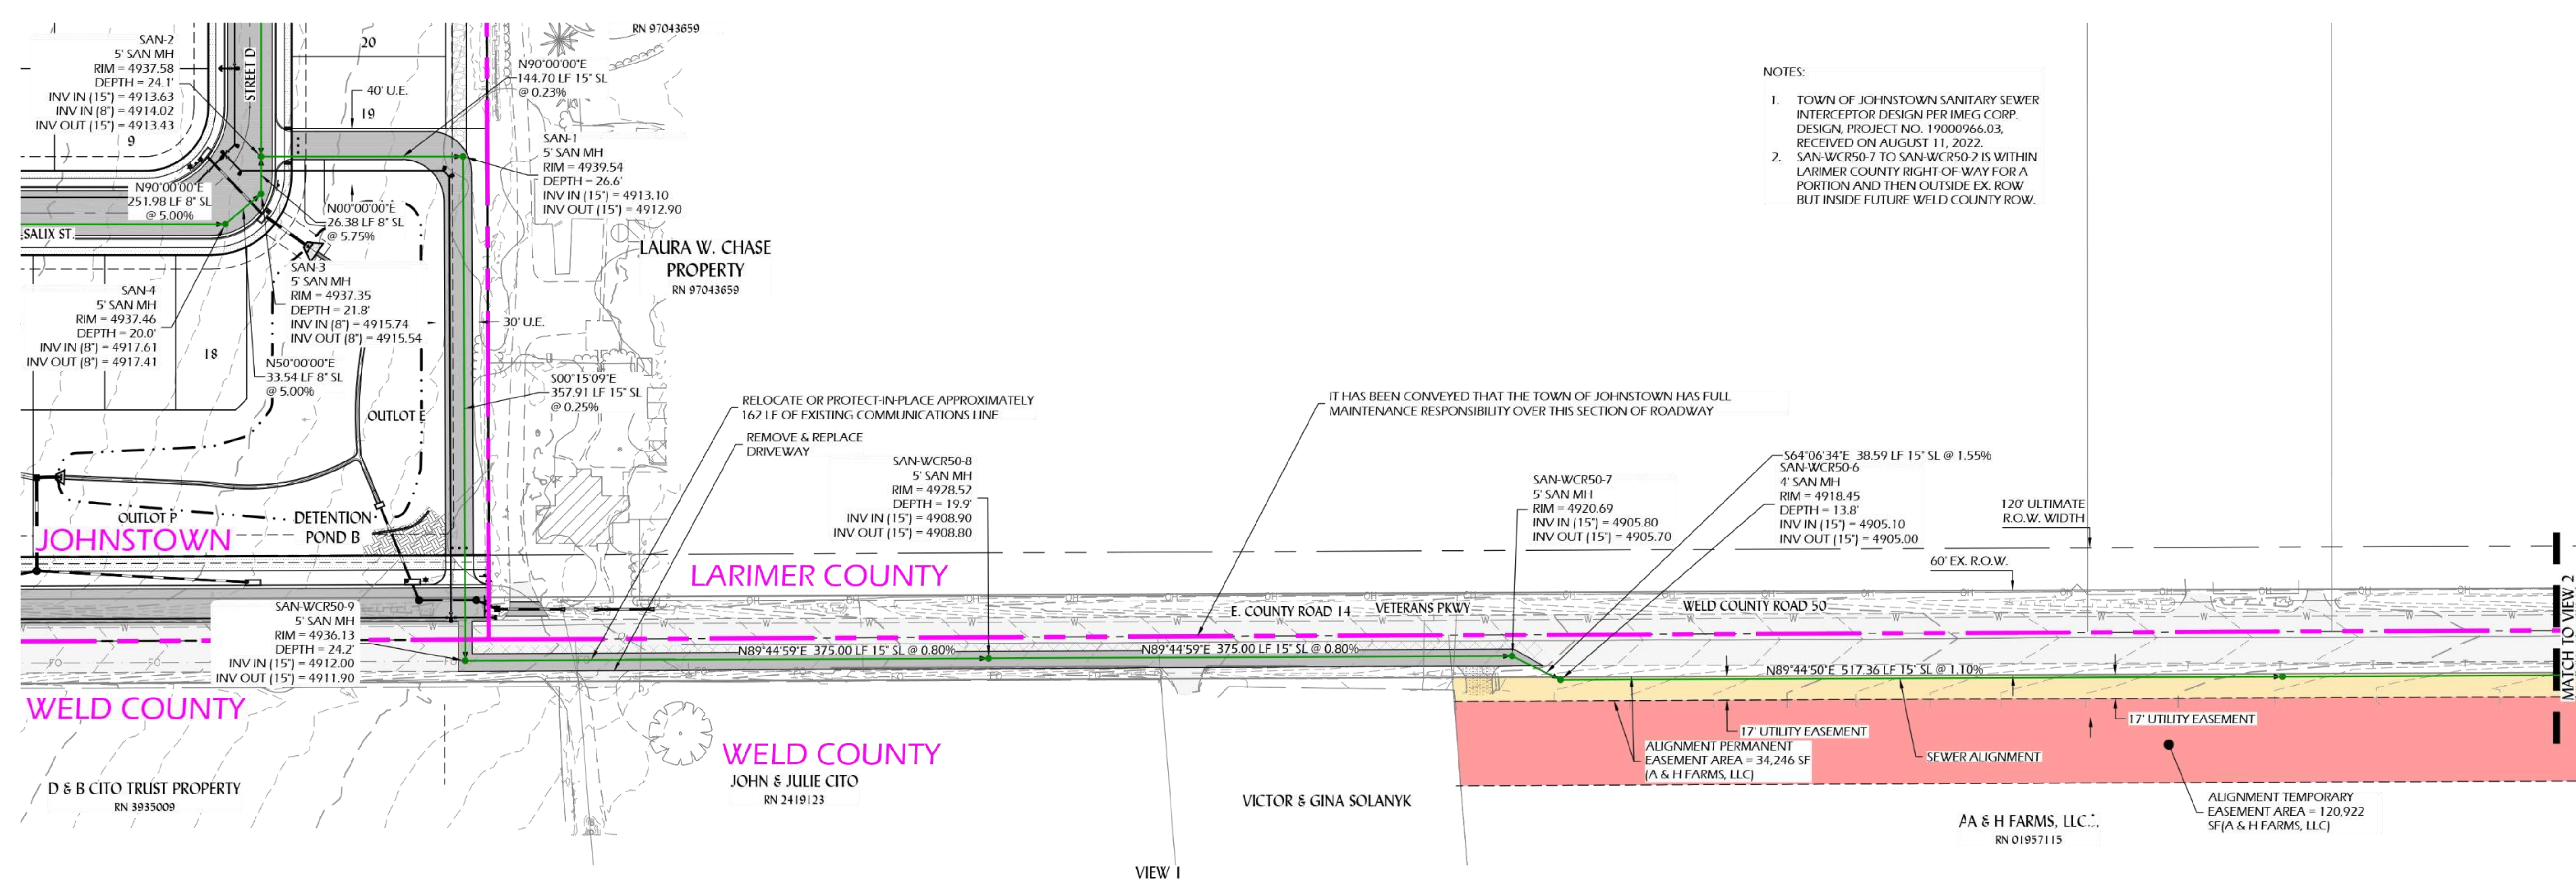 SAN-2
5' SAN MH
RIM = 4937.58
DEPTH = 24.1'
INV IN (15") = 4913.63
INV IN (8") = 4914.02
INV OUT (15") = 4913.43
9
STREET D
20
40' U.E.
19
N90°00'00"E
144.70 LF 15" SL
@ 0.23%
RN 97043659
SAN-1
5' SAN MH
RIM = 4939.54
DEPTH = 26.6'
INV IN (15") = 4913.10
INV OUT (15") = 4912.90
N90°00'00"E
251.98 LF 8" SL
@ 5.00%
SALIX ST.
N00°00'00"E
26.38 LF 8" SL
@ 5.75%
SAN-3
5' SAN MH
RIM = 4937.35
DEPTH = 21.8'
INV IN (8") = 4915.74
INV OUT (8") = 4915.54
SAN-4
5' SAN MH
RIM = 4937.46
DEPTH = 20.0'
INV IN (8") = 4917.61
INV OUT (8") = 4917.41
18
N50°00'00"E
33.54 LF 8" SL
@ 5.00%
30' U.E.
LAURA W. CHASE
PROPERTY
RN 97043659
S00°15'09"E
357.91 LF 15" SL
@ 0.25%
OUTLOT E
OUTLOT P
DETENTION
POND B
JOHNSTOWN
NOTES:
1. TOWN OF JOHNSTOWN SANITARY SEWER
INTERCEPTOR DESIGN PER IMEG CORP.
DESIGN, PROJECT NO. 19000966.03,
RECEIVED ON AUGUST 11, 2022.
2. SAN-WCR50-7 TO SAN-WCR50-2 IS WITHIN
LARIMER COUNTY RIGHT-OF-WAY FOR A
PORTION AND THEN OUTSIDE EX. ROW
BUT INSIDE FUTURE WELD COUNTY ROW.
RELOCATE OR PROTECT-IN-PLACE APPROXIMATELY
162 LF OF EXISTING COMMUNICATIONS LINE
REMOVE & REPLACE
DRIVEWAY
SAN-WCR50-8
5' SAN MH
RIM = 4928.52
DEPTH = 19.9'
INV IN (15") = 4908.90
INV OUT (15") = 4908.80
IT HAS BEEN CONVEYED THAT THE TOWN OF JOHNSTOWN HAS FULL
MAINTENANCE RESPONSIBILITY OVER THIS SECTION OF ROADWAY
SAN-WCR50-7
5' SAN MH
RIM = 4920.69
INV IN (15") = 4905.80
INV OUT (15") = 4905.70
S64°06'34"E 38.59 LF 15" SL @ 1.55%
SAN-WCR50-6
4' SAN MH
RIM = 4918.45
DEPTH = 13.8'
INV IN (15") = 4905.10
INV OUT (15") = 4905.00
120' ULTIMATE
R.O.W. WIDTH
60' EX. R.O.W.
LARIMER COUNTY
E. COUNTY ROAD 14
VETERANS PKWY
WELD COUNTY ROAD 50
MATCH TO VIEW 2
SAN-WCR50-9
5' SAN MH
RIM = 4936.13
DEPTH = 24.2'
INV IN (15") = 4912.00
INV OUT (15") = 4911.90
N89°44'59"E 375.00 LF 15" SL @ 0.80%
N89°44'59"E 375.00 LF 15" SL @ 0.80%
N89°44'50"E 517.36 LF 15" SL @ 1.10%
WELD COUNTY
WELD COUNTY
17' UTILITY EASEMENT
17' UTILITY EASEMENT
ALIGNMENT PERMANENT
EASEMENT AREA = 34,246 SF
(A & H FARMS, LLC)
SEWER ALIGNMENT
D & B CITO TRUST PROPERTY
RN 3935009
JOHN & JULIE CITO
RN 2419123
VICTOR & GINA SOLANYK
A & H FARMS, LLC
RN 01957115
ALIGNMENT TEMPORARY
EASEMENT AREA = 120,922
SF(A & H FARMS, LLC)
VIEW 1